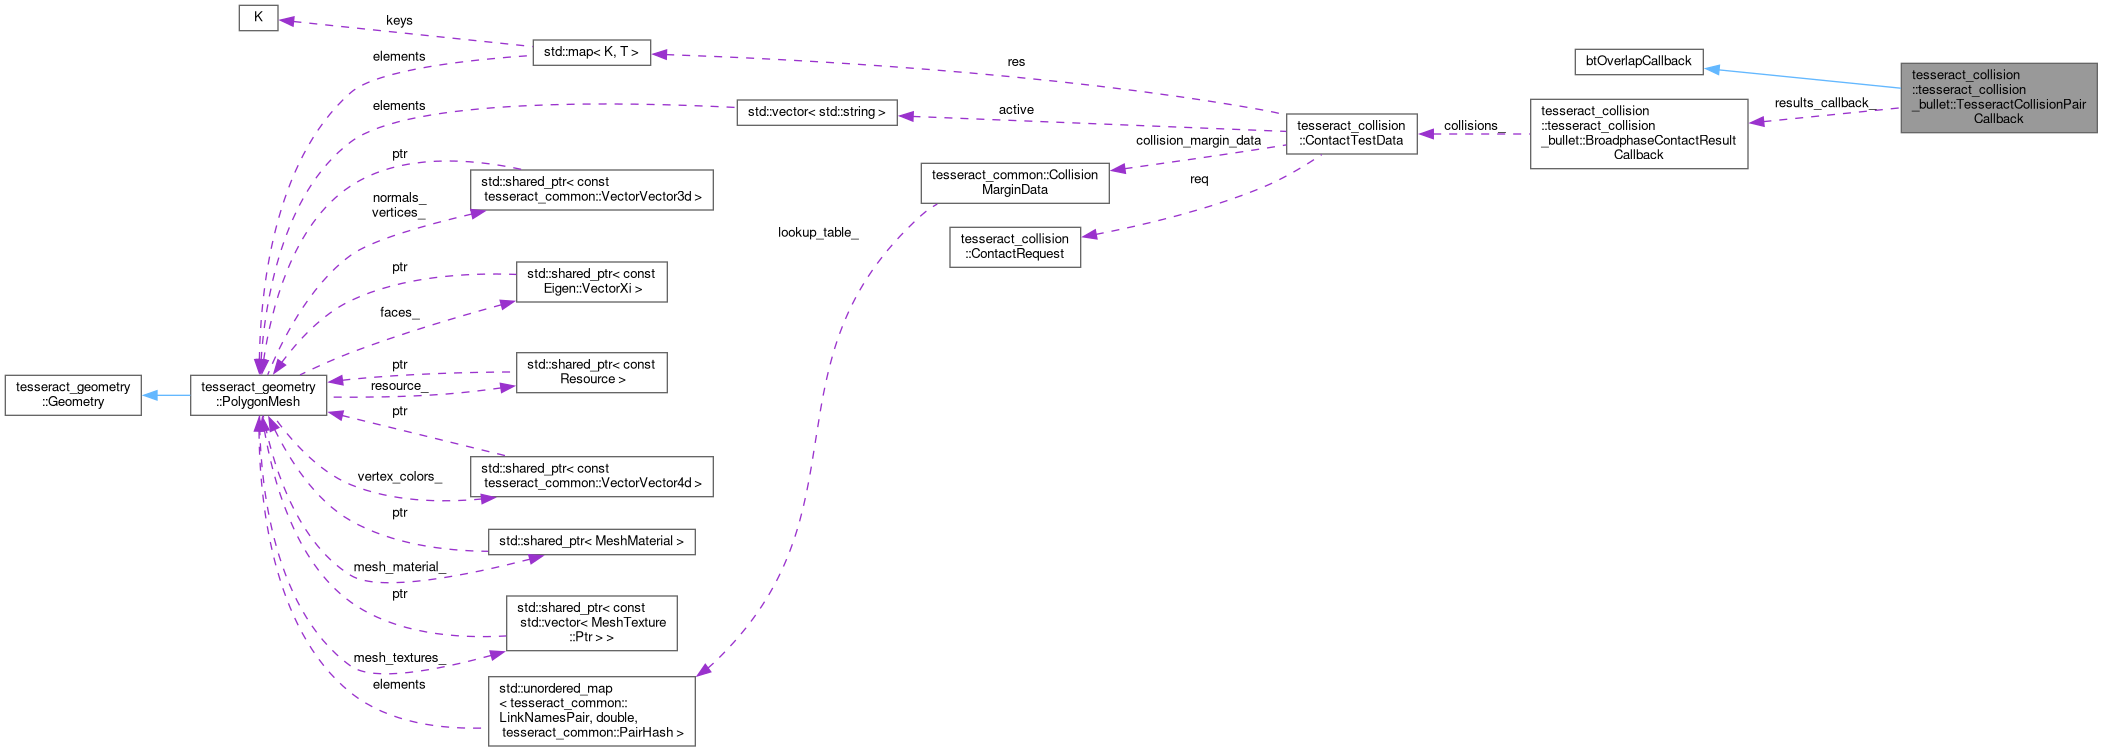 K
keys
std::map< K, T >
elements
res
btOverlapCallback
tesseract_collision
::tesseract_collision
_bullet::TesseractCollisionPair
Callback
results_callback_
tesseract_collision
::tesseract_collision
_bullet::BroadphaseContactResult
Callback
collisions_
tesseract_collision
::ContactTestData
active
std::vector< std::string >
elements
collision_margin_data
tesseract_common::Collision
MarginData
req
tesseract_collision
::ContactRequest
lookup_table_
ptr
std::shared_ptr< const
tesseract_common::VectorVector3d >
normals_
vertices_
ptr
std::shared_ptr< const
Eigen::VectorXi >
faces_
ptr
std::shared_ptr< const
Resource >
resource_
tesseract_geometry
::Geometry
tesseract_geometry
::PolygonMesh
ptr
std::shared_ptr< const
tesseract_common::VectorVector4d >
vertex_colors_
ptr
std::shared_ptr< MeshMaterial >
mesh_material_
ptr
std::shared_ptr< const
std::vector< MeshTexture
::Ptr > >
mesh_textures_
elements
std::unordered_map
< tesseract_common::
LinkNamesPair, double,
tesseract_common::PairHash >